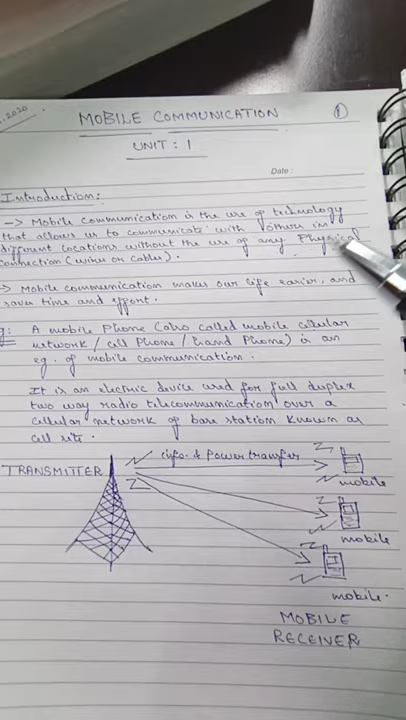 .2020
MOBILE COMMUNICATION
1
UNIT : 1
Date :
Introduction:
-> Mobile communication is the use of technology
that allows us to communicate with others in
different locations without the use of any Physical
connection (wires or cables).
-> Mobile communication makes our life easier, and
saves time and effort.
Eg: A mobile Phone (also called mobile cellular
network / cell Phone / hand Phone) is an
eg. of mobile communication.
It is an electric device used for full duplex
two way radio telecommunication over a
cellular network of base station known as
cell site.
info. & power transfer
TRANSMITTER
mobile
mobile
mobile.
MOBILE
RECEIVER